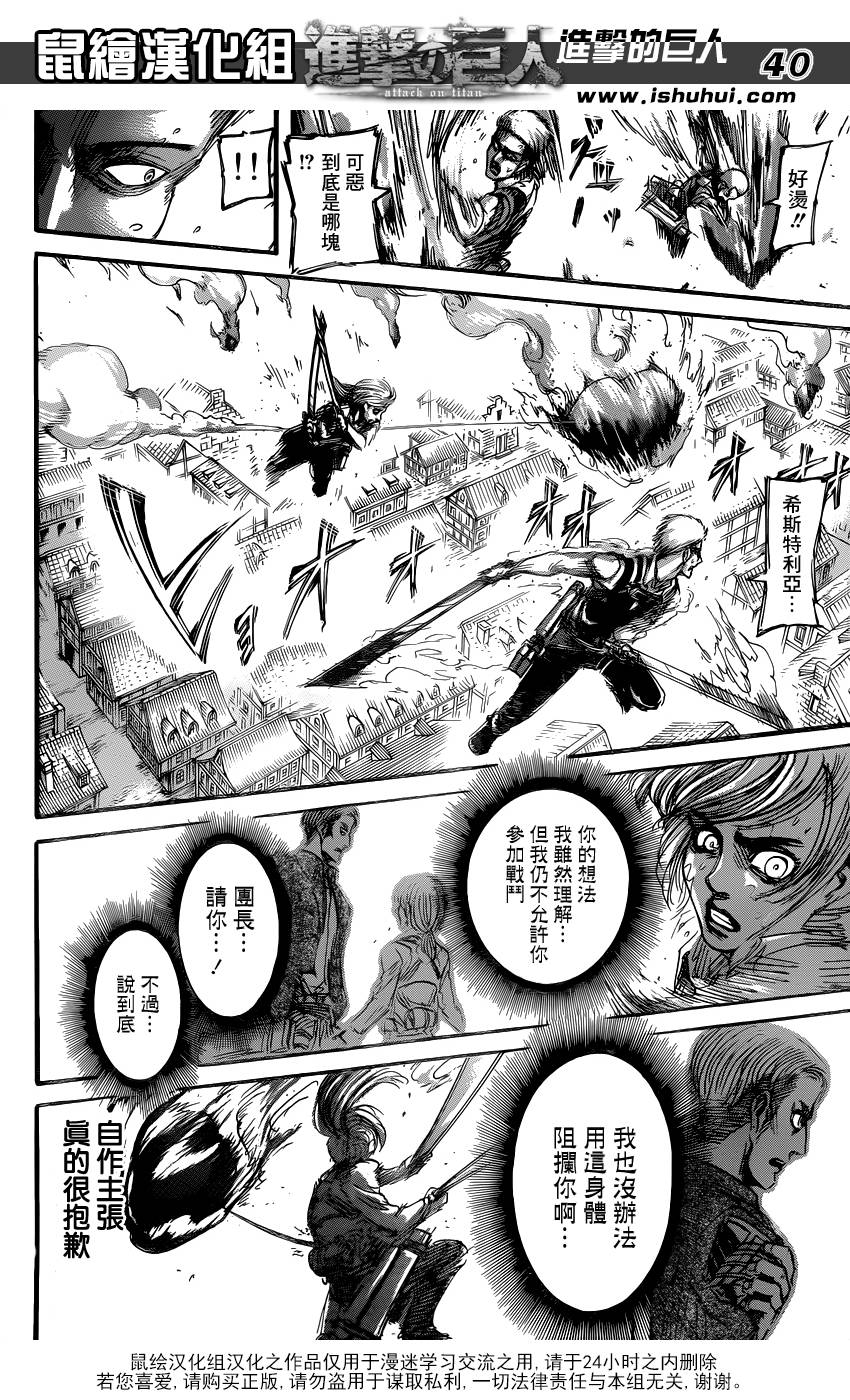 鼠繪漢化組
進撃の巨人
attack on titan
進擊的巨人
www.ishuhui.com
40
好燙!!
可惡
到底是哪塊
!?
!!
希斯特利亞…
你的想法
我雖然理解…
但我仍不允許你
參加戰鬥
團長…
請你…!
不過…
說到底
我也沒辦法
用這身體
阻攔你啊…
自作主張
真的很抱歉
鼠绘汉化组汉化之作品仅用于漫迷学习交流之用, 请于24小时之内删除
若您喜爱, 请购买正版, 请勿盗用于谋取私利, 一切法律责任与本组无关, 谢谢。